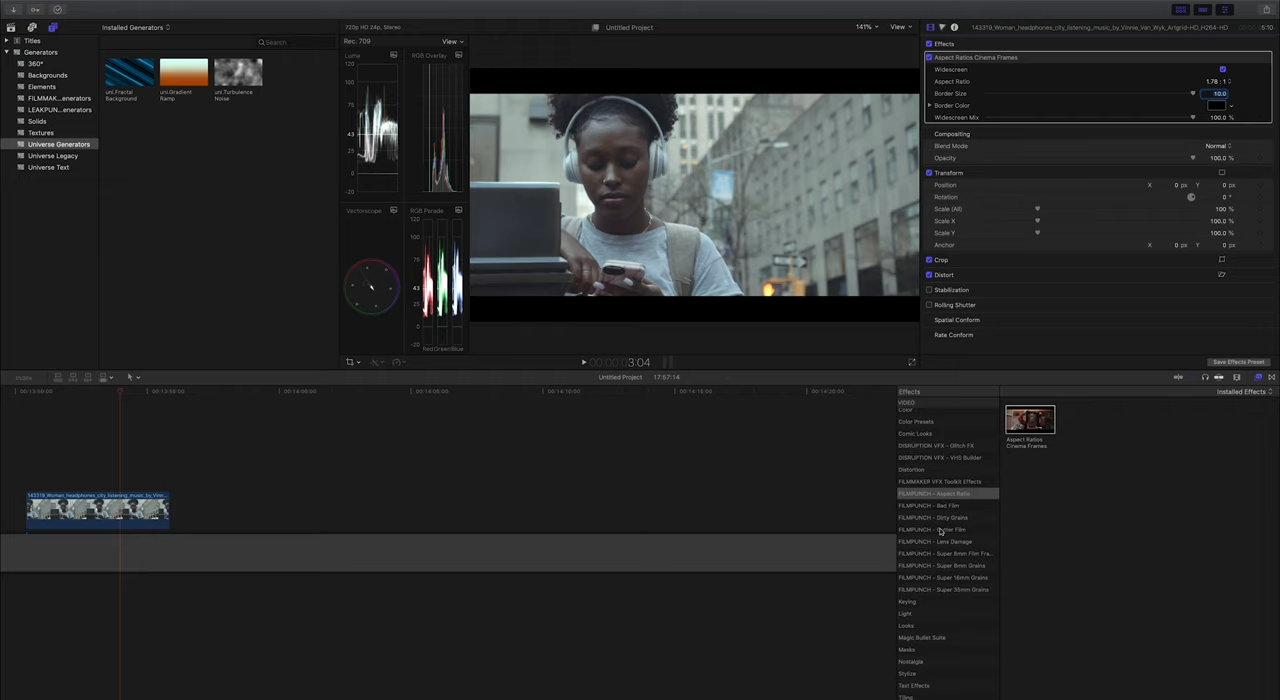 Installed Generators
Titles
Generators
360°
Backgrounds
Elements
FILMMAK...enerators
LEAKPUN...enerators
Solids
Textures
Universe Generators
Universe Legacy
Universe Text
Search
uni.Fractal
Background
uni.Gradient
Ramp
uni.Turbulence
Noise
720p HD 24p, Stereo
Untitled Project
141%
View
Rec. 709
View
Luma
RGB Overlay
120
100
75
43
0
-20
Vectorscope
RGB Parade
120
100
75
43
0
-20
Red
Green
Blue
3:04
143319_Woman_headphones_city_listening_music_by_Vinnie_Van_Wyk_Artgrid-HD_H264-HD
5:10
Effects
Aspect Ratios Cinema Frames
Widescreen
Aspect Ratio
1.78 : 1
Border Size
10.0
Border Color
Widescreen Mix
100.0 %
Compositing
Blend Mode
Normal
Opacity
100.0 %
Transform
Position
X
0 px
Y
0 px
Rotation
0 °
Scale (All)
100 %
Scale X
100.0 %
Scale Y
100.0 %
Anchor
X
0 px
Y
0 px
Crop
Distort
Stabilization
Rolling Shutter
Spatial Conform
Rate Conform
Save Effects Preset
Index
Untitled Project
17:57:14
00:13:50:00
00:13:55:00
00:14:00:00
00:14:05:00
00:14:10:00
00:14:15:00
00:14:25:00
143319_Woman_headphones_city_listening_music_by_Vinn...
Effects
Installed Effects
VIDEO
Color
Color Presets
Comic Looks
DISRUPTION VFX - Glitch FX
DISRUPTION VFX - VHS Builder
Distortion
FILMMAKER VFX Toolkit Effects
FILMPUNCH - Aspect Ratio
FILMPUNCH - Bad Film
FILMPUNCH - Dirty Grains
FILMPUNCH - Film
FILMPUNCH - Lens Damage
FILMPUNCH - Super 8mm Film Fra...
FILMPUNCH - Super 8mm Grains
FILMPUNCH - Super 16mm Grains
FILMPUNCH - Super 35mm Grains
Keying
Light
Looks
Magic Bullet Suite
Masks
Nostalgia
Stylize
Text Effects
Tiling
Aspect Ratios
Cinema Frames